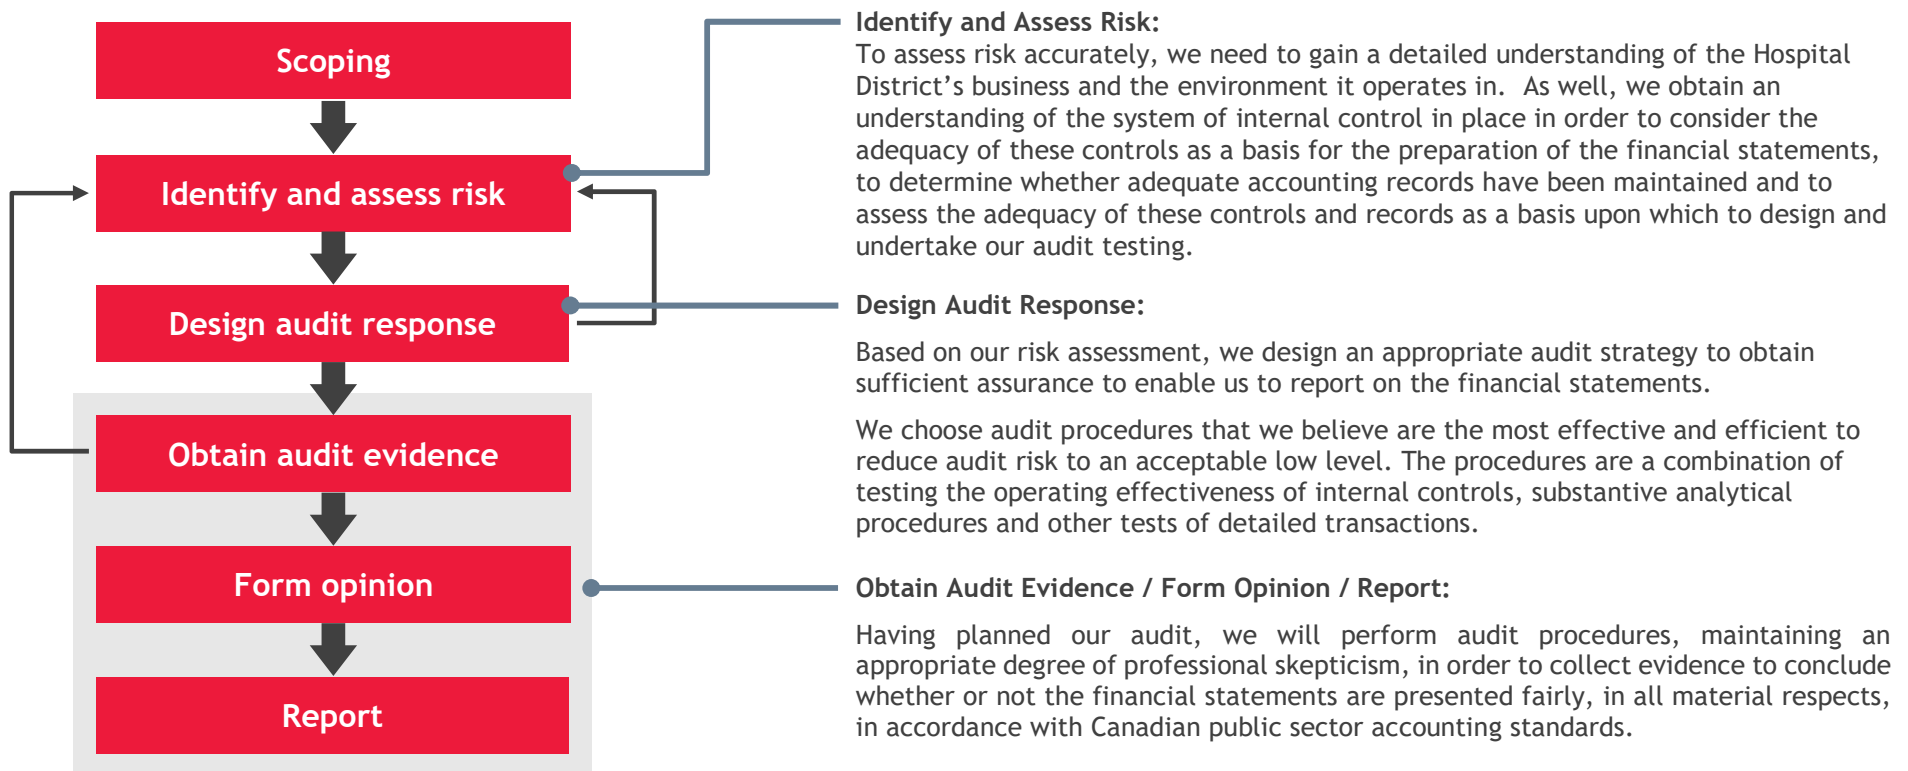 Scoping
Identify and assess risk
Design audit response
Obtain audit evidence
Form opinion
Report
Identify and Assess Risk:
To assess risk accurately, we need to gain a detailed understanding of the Hospital
District's business and the environment it operates in.  As well, we obtain an
understanding of the system of internal control in place in order to consider the
adequacy of these controls as a basis for the preparation of the financial statements,
to determine whether adequate accounting records have been maintained and to
assess the adequacy of these controls and records as a basis upon which to design and
undertake our audit testing.
Design Audit Response:
Based on our risk assessment, we design an appropriate audit strategy to obtain
sufficient assurance to enable us to report on the financial statements.
We choose audit procedures that we believe are the most effective and efficient to
reduce audit risk to an acceptable low level. The procedures are a combination of
testing the operating effectiveness of internal controls, substantive analytical
procedures and other tests of detailed transactions.
Obtain Audit Evidence / Form Opinion / Report:
Having planned our audit, we will perform audit procedures, maintaining an
appropriate degree of professional skepticism, in order to collect evidence to conclude
whether or not the financial statements are presented fairly, in all material respects,
in accordance with Canadian public sector accounting standards.